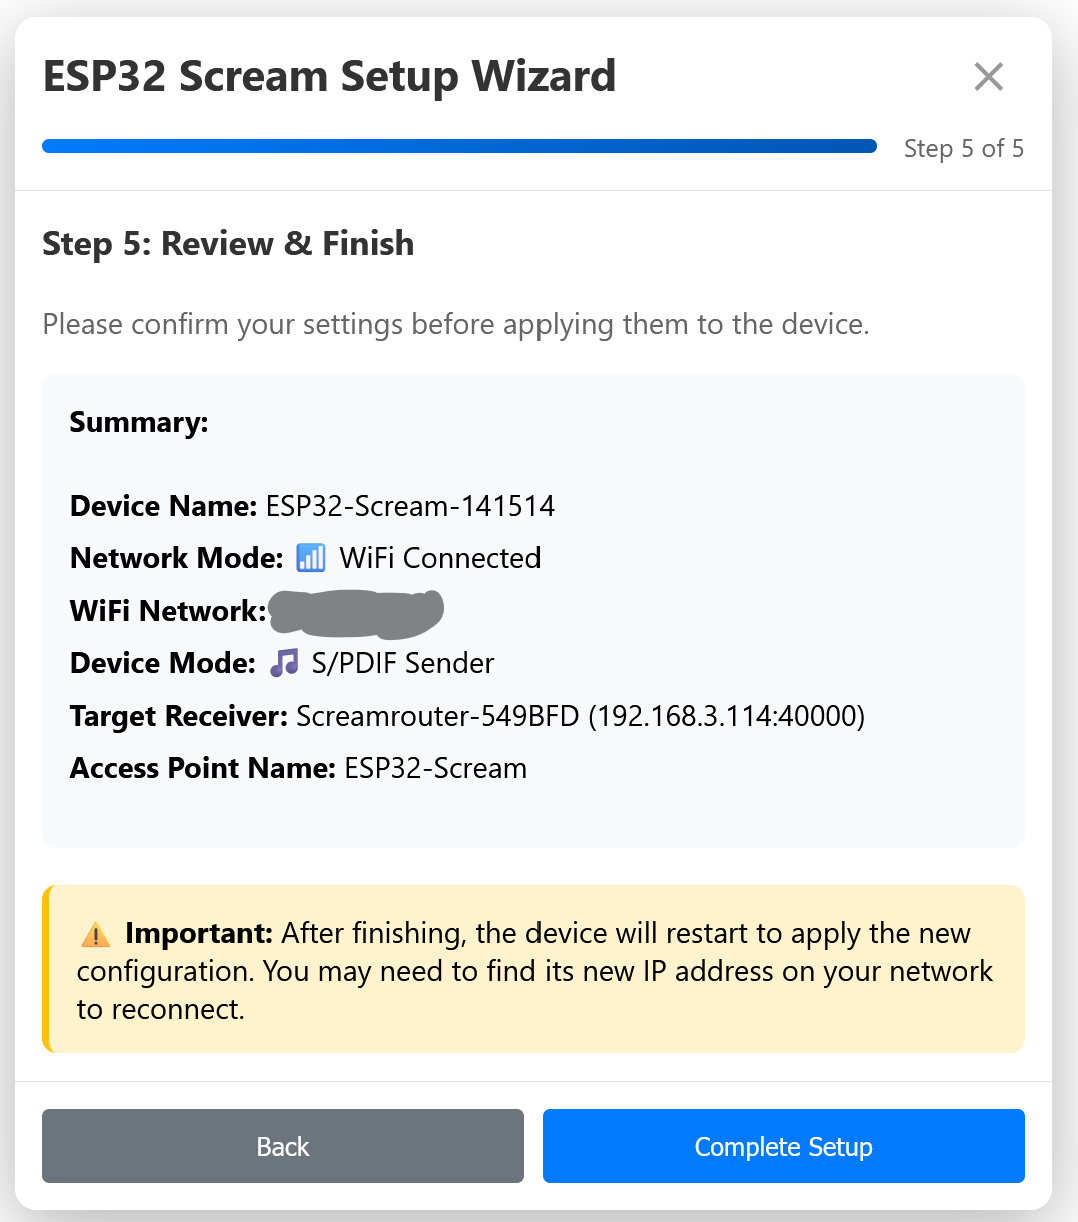 ESP32 Scream Setup Wizard
Step 5 of 5
Step 5: Review & Finish
Please confirm your settings before applying them to the device.
Summary:
Device Name: ESP32-Scream-141514
Network Mode: 📶 WiFi Connected
WiFi Network:
Device Mode: 🎵 S/PDIF Sender
Target Receiver: Screamrouter-549BFD (192.168.3.114:40000)
Access Point Name: ESP32-Scream
⚠️ Important: After finishing, the device will restart to apply the new
configuration. You may need to find its new IP address on your network
to reconnect.
Back
Complete Setup